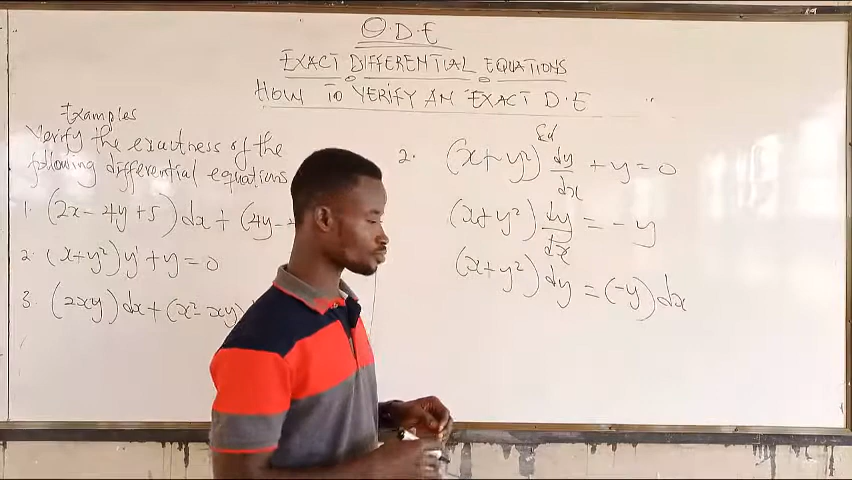 O.D.E
EXACT DIFFERENTIAL EQUATIONS
HOW TO VERIFY AN EXACT D.E
Examples
Verify the exactness of the
following differential equations.
1. (2x - 4y + 5)dx + (4y -
2. (x+y²)y' + y = 0
3. (2xy)dx + (x² - xy)
2. (x + y²) dy/dx + y = 0
(x+y²) dy/dx = -y
(x+y²) dy = (-y)dx